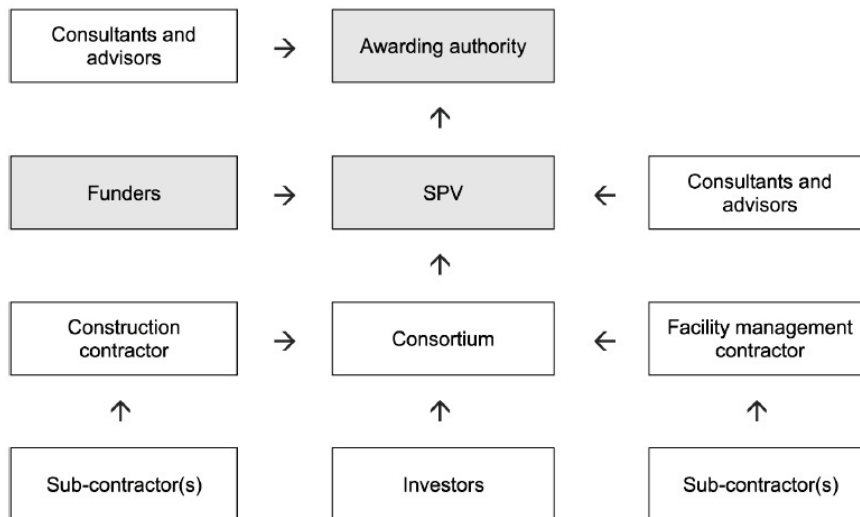 Consultants and
advisors
Awarding authority
Funders
SPV
Consultants and
advisors
Construction
contractor
Consortium
Facility management
contractor
Sub-contractor(s)
Investors
Sub-contractor(s)